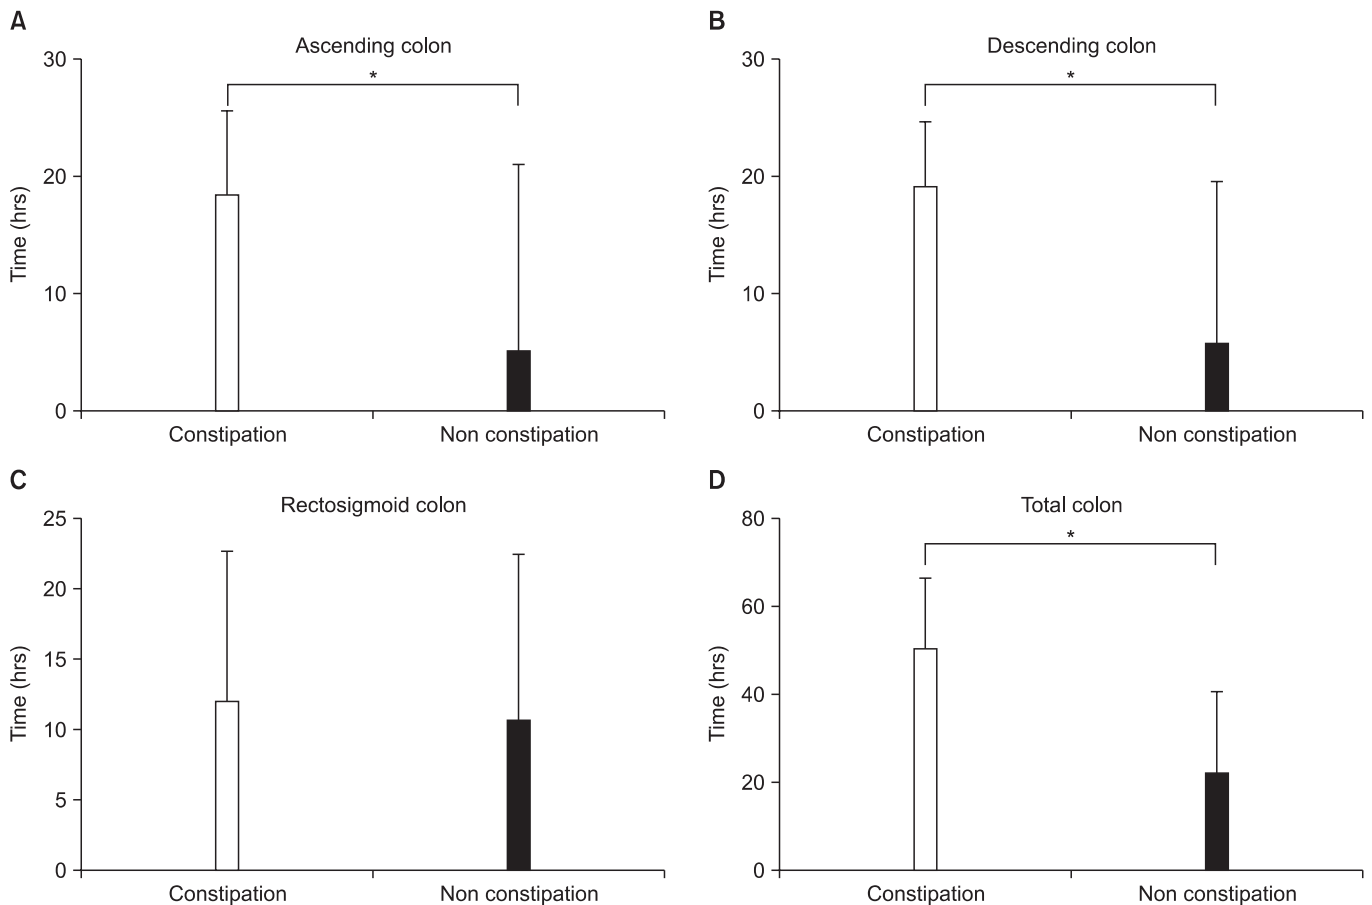 A
Ascending colon
30
20
10
0
Time (hrs)
*
Constipation
Non constipation
B
Descending colon
30
20
10
0
Time (hrs)
*
Constipation
Non constipation
C
Rectosigmoid colon
25
20
15
10
5
0
Time (hrs)
Constipation
Non constipation
D
Total colon
80
60
40
20
0
Time (hrs)
*
Constipation
Non constipation